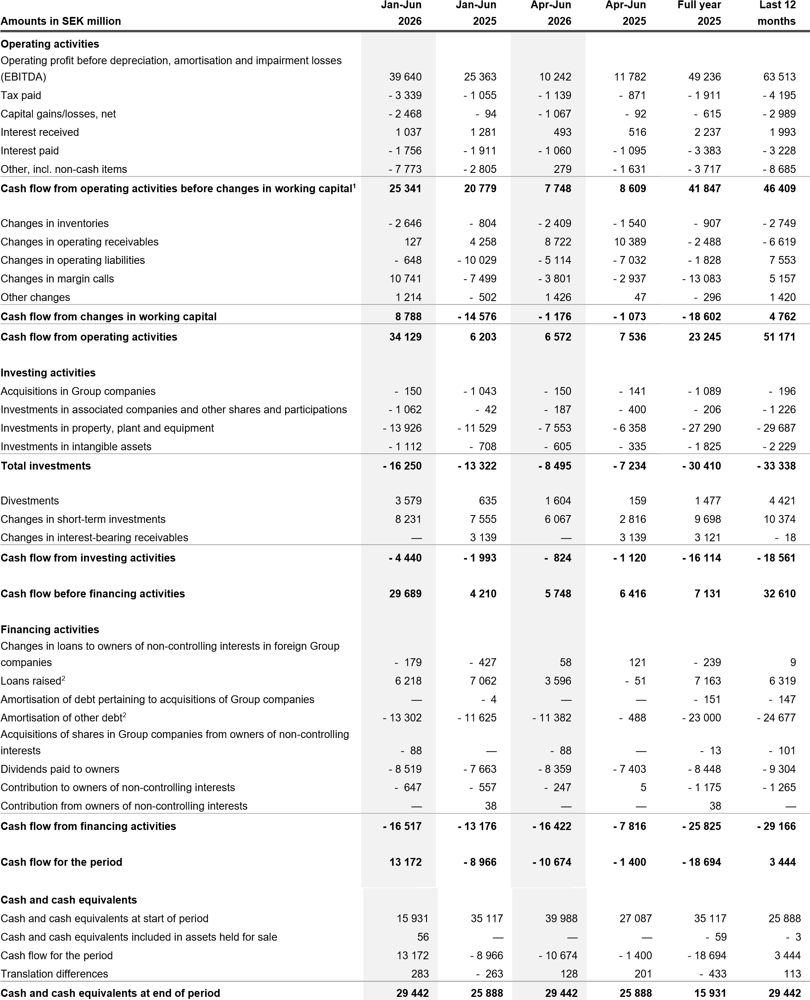 Jan-Jun Jan-Jun Apr-Jun Apr-Jun Full year Last 12
Amounts in SEK million 2026 2025 2026 2025 2025 months
Operating activities
Operating profit before depreciation, amortisation and impairment losses
(EBITDA) 39 640 25 363 10 242 11 782 49 236 63 513
Tax paid - 3 339 - 1 055 - 1 139 - 871 - 1 911 - 4 195
Capital gains/losses, net - 2 468 - 94 - 1 067 - 92 - 615 - 2 989
Interest received 1 037 1 281 493 516 2 237 1 993
Interest paid - 1 756 - 1 911 - 1 060 - 1 095 - 3 383 - 3 228
Other, incl. non-cash items - 7 773 - 2 805 279 - 1 631 - 3 717 - 8 685
Cash flow from operating activities before changes in working capital¹ 25 341 20 779 7 748 8 609 41 847 46 409
Changes in inventories - 2 646 - 804 - 2 409 - 1 540 - 907 - 2 749
Changes in operating receivables 127 4 258 8 722 10 389 - 2 488 - 6 619
Changes in operating liabilities - 648 - 10 029 - 5 114 - 7 032 - 1 828 7 553
Changes in margin calls 10 741 - 7 499 - 3 801 - 2 937 - 13 083 5 157
Other changes 1 214 - 502 1 426 47 - 296 1 420
Cash flow from changes in working capital 8 788 - 14 576 - 1 176 - 1 073 - 18 602 4 762
Cash flow from operating activities 34 129 6 203 6 572 7 536 23 245 51 171
Investing activities
Acquisitions in Group companies - 150 - 1 043 - 150 - 141 - 1 089 - 196
Investments in associated companies and other shares and participations - 1 062 - 42 - 187 - 400 - 206 - 1 226
Investments in property, plant and equipment - 13 926 - 11 529 - 7 553 - 6 358 - 27 290 - 29 687
Investments in intangible assets - 1 112 - 708 - 605 - 335 - 1 825 - 2 229
Total investments - 16 250 - 13 322 - 8 495 - 7 234 - 30 410 - 33 338
Divestments 3 579 635 1 604 159 1 477 4 421
Changes in short-term investments 8 231 7 555 6 067 2 816 9 698 10 374
Changes in interest-bearing receivables — 3 139 — 3 139 3 121 - 18
Cash flow from investing activities - 4 440 - 1 993 - 824 - 1 120 - 16 114 - 18 561
Cash flow before financing activities 29 689 4 210 5 748 6 416 7 131 32 610
Financing activities
Changes in loans to owners of non-controlling interests in foreign Group
companies - 179 - 427 58 121 - 239 9
Loans raised² 6 218 7 062 3 596 - 51 7 163 6 319
Amortisation of debt pertaining to acquisitions of Group companies — - 4 — — - 151 - 147
Amortisation of other debt² - 13 302 - 11 625 - 11 382 - 488 - 23 000 - 24 677
Acquisitions of shares in Group companies from owners of non-controlling
interests - 88 — - 88 — - 13 - 101
Dividends paid to owners - 8 519 - 7 663 - 8 359 - 7 403 - 8 448 - 9 304
Contribution to owners of non-controlling interests - 647 - 557 - 247 5 - 1 175 - 1 265
Contribution from owners of non-controlling interests — 38 — — 38 —
Cash flow from financing activities - 16 517 - 13 176 - 16 422 - 7 816 - 25 825 - 29 166
Cash flow for the period 13 172 - 8 966 - 10 674 - 1 400 - 18 694 3 444
Cash and cash equivalents
Cash and cash equivalents at start of period 15 931 35 117 39 988 27 087 35 117 25 888
Cash and cash equivalents included in assets held for sale 56 — — — - 59 - 3
Cash flow for the period 13 172 - 8 966 - 10 674 - 1 400 - 18 694 3 444
Translation differences 283 - 263 128 201 - 433 113
Cash and cash equivalents at end of period 29 442 25 888 29 442 25 888 15 931 29 442